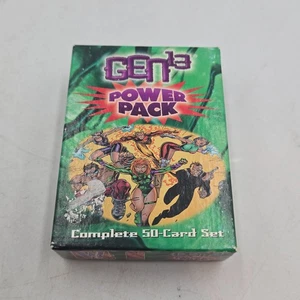 GEN13
POWER
PACK
Complete 50-Card Set